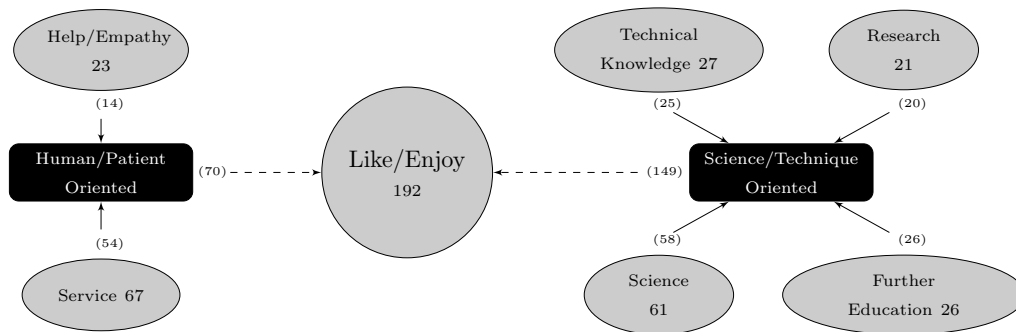 Help/Empathy
23
(14)
Human/Patient
Oriented
(70)
(54)
Service 67
Like/Enjoy
192
Technical
Knowledge 27
(25)
Research
21
(20)
Science/Technique
Oriented
(149)
(58)
Science
61
(26)
Further
Education 26